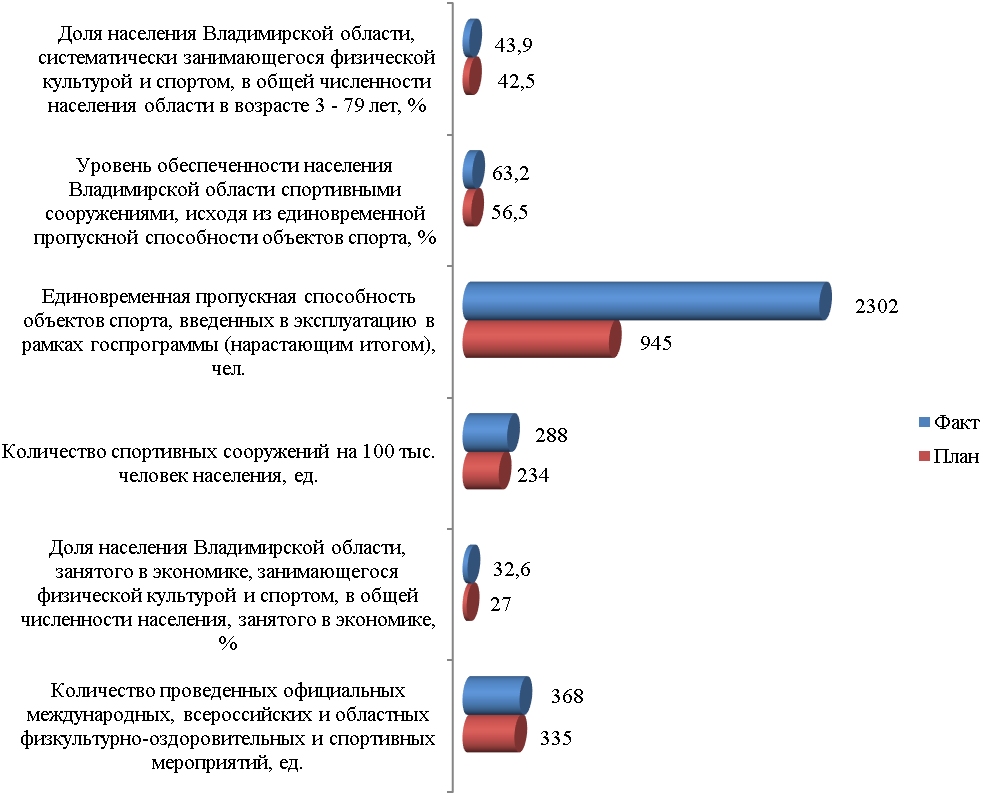 Доля населения Владимирской области,
систематически занимающегося физической
культурой и спортом, в общей численности
населения области в возрасте 3 - 79 лет, %
43,9
42,5
Уровень обеспеченности населения
Владимирской области спортивными
сооружениями, исходя из единовременной
пропускной способности объектов спорта, %
63,2
56,5
Единовременная пропускная способность
объектов спорта, введенных в эксплуатацию в
рамках госпрограммы (нарастающим итогом),
чел.
2302
945
Количество спортивных сооружений на 100 тыс.
человек населения, ед.
288
234
Доля населения Владимирской области,
занятого в экономике, занимающегося
физической культурой и спортом, в общей
численности населения, занятого в экономике,
%
32,6
27
Количество проведенных официальных
международных, всероссийских и областных
физкультурно-оздоровительных и спортивных
мероприятий, ед.
368
335
Факт
План